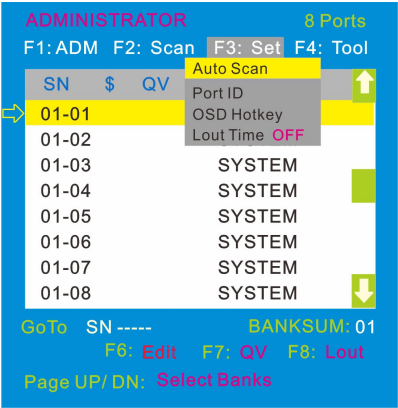 ADMINISTRATOR 8 Ports
F1: ADM F2: Scan F3: Set F4: Tool
SN $ QV
Auto Scan
Port ID
OSD Hotkey
Lout Time OFF
01-01
01-02
01-03 SYSTEM
01-04 SYSTEM
01-05 SYSTEM
01-06 SYSTEM
01-07 SYSTEM
01-08 SYSTEM
GoTo SN ----- BANKSUM: 01
F6: Edit F7: QV F8: Lout
Page UP/ DN: Select Banks